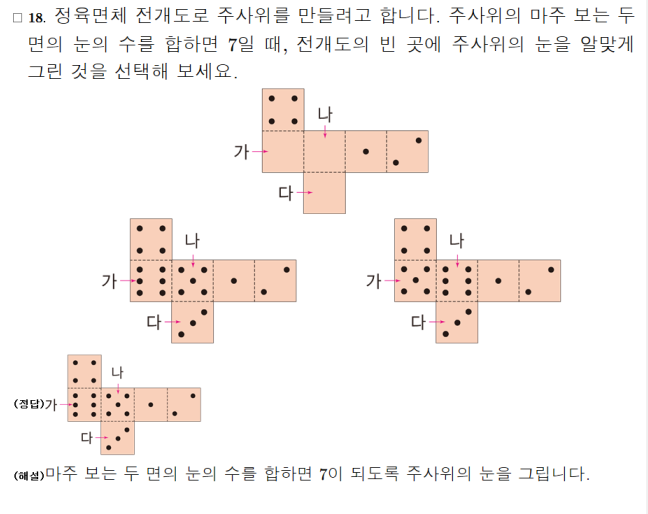 □ 18. 정육면체 전개도로 주사위를 만들려고 합니다. 주사위의 마주 보는 두
면의 눈의 수를 합하면 7일 때, 전개도의 빈 곳에 주사위의 눈을 알맞게
그린 것을 선택해 보세요.
나
가
다
나 나
가 가
다 다
나
(정답)가
다
(해설)마주 보는 두 면의 눈의 수를 합하면 7이 되도록 주사위의 눈을 그립니다.